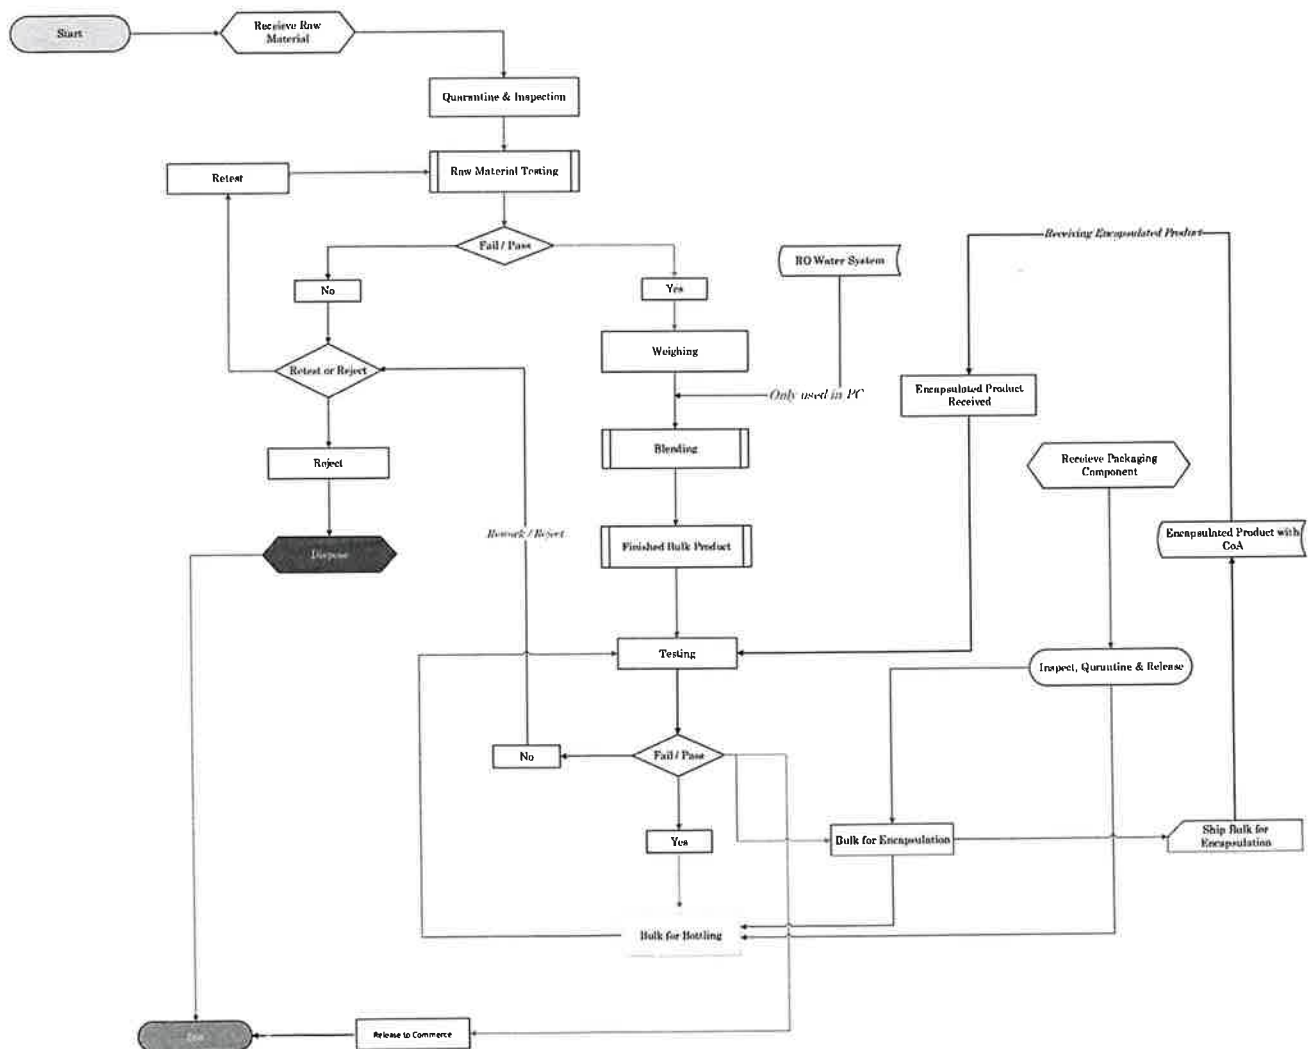 Start
Recieve Raw
Material
Quarantine & Inspection
Retest
Raw Material Testing
Fail / Pass
Receiving Encapsulated Product
RO Water System
No
Yes
Weighing
Retest or Reject
Only used in PC
Encapsulated Product
Received
Reject
Blending
Recieve Packaging
Component
Rework / Reject
Finished Bulk Product
Encapsulated Product with
CoA
Dispose
Testing
Inspect, Qurantine & Release
No
Fail / Pass
Yes
Bulk for Encapsulation
Ship Bulk for
Encapsulation
Bulk for Bottling
Release to Commerce
End